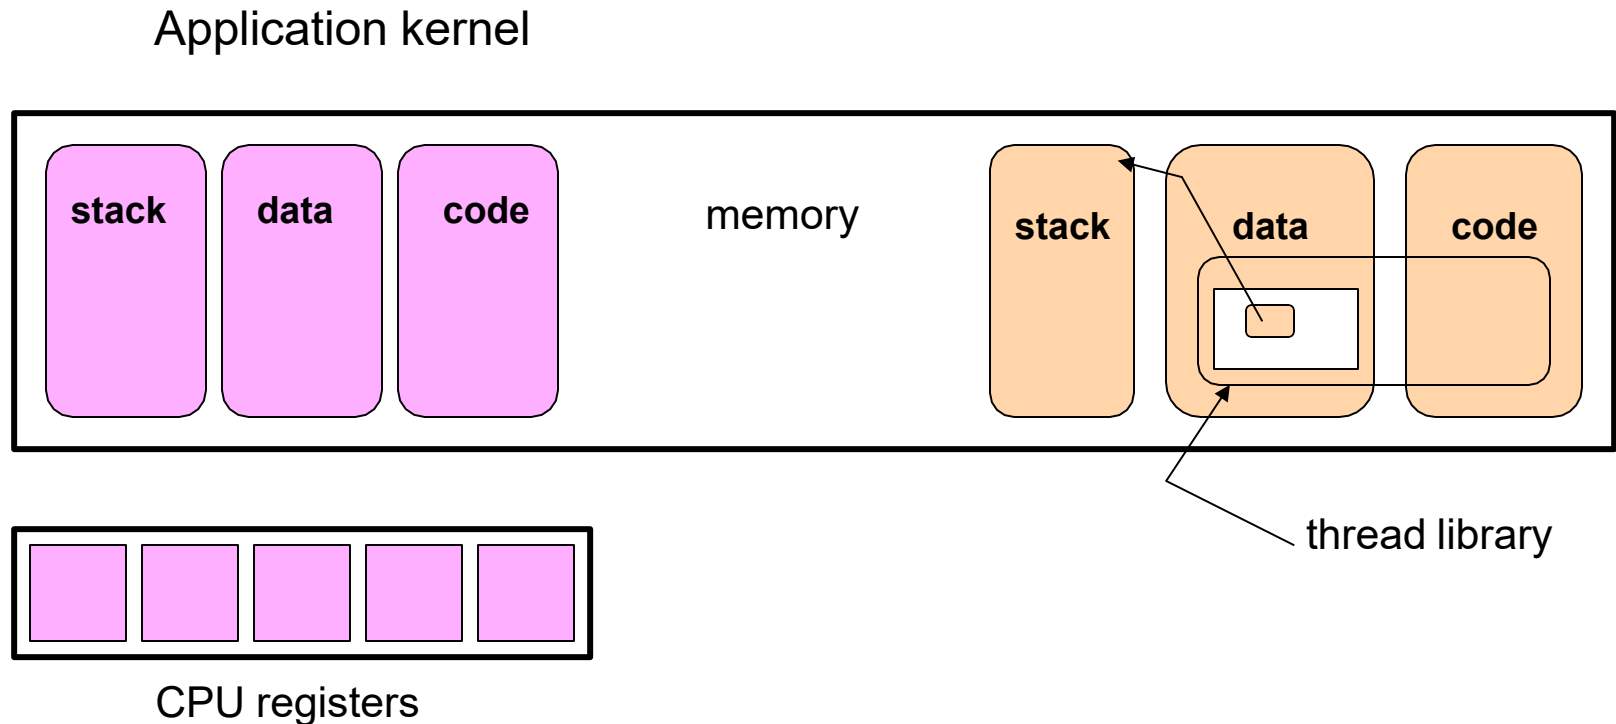 Application kernel
stack data code memory stack data code
thread library
CPU registers